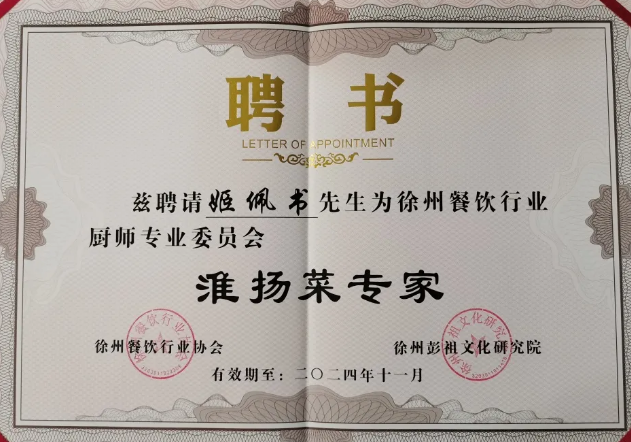 聘 书
LETTER OF APPOINTMENT
兹聘请姬佩书先生为徐州餐饮行业
厨师专业委员会
淮扬菜专家
徐州餐饮行业协会 徐州彭祖文化研究院
有效期至：二〇二四年十一月